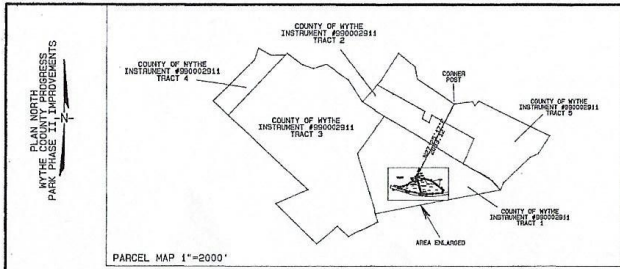 PLAN NORTH
WYTHE COUNTY PROGRESS
PARK PHASE II IMPROVEMENTS
N
COUNTY OF WYTHE
INSTRUMENT #990002911
TRACT 2
COUNTY OF WYTHE
INSTRUMENT #990002911
TRACT 4
CORNER
POST
COUNTY OF WYTHE
INSTRUMENT #990002911
TRACT 3
COUNTY OF WYTHE
INSTRUMENT #990002911
TRACT 5
COUNTY OF WYTHE
INSTRUMENT #990002911
TRACT 1
AREA ENLARGED
PARCEL MAP 1"=2000'